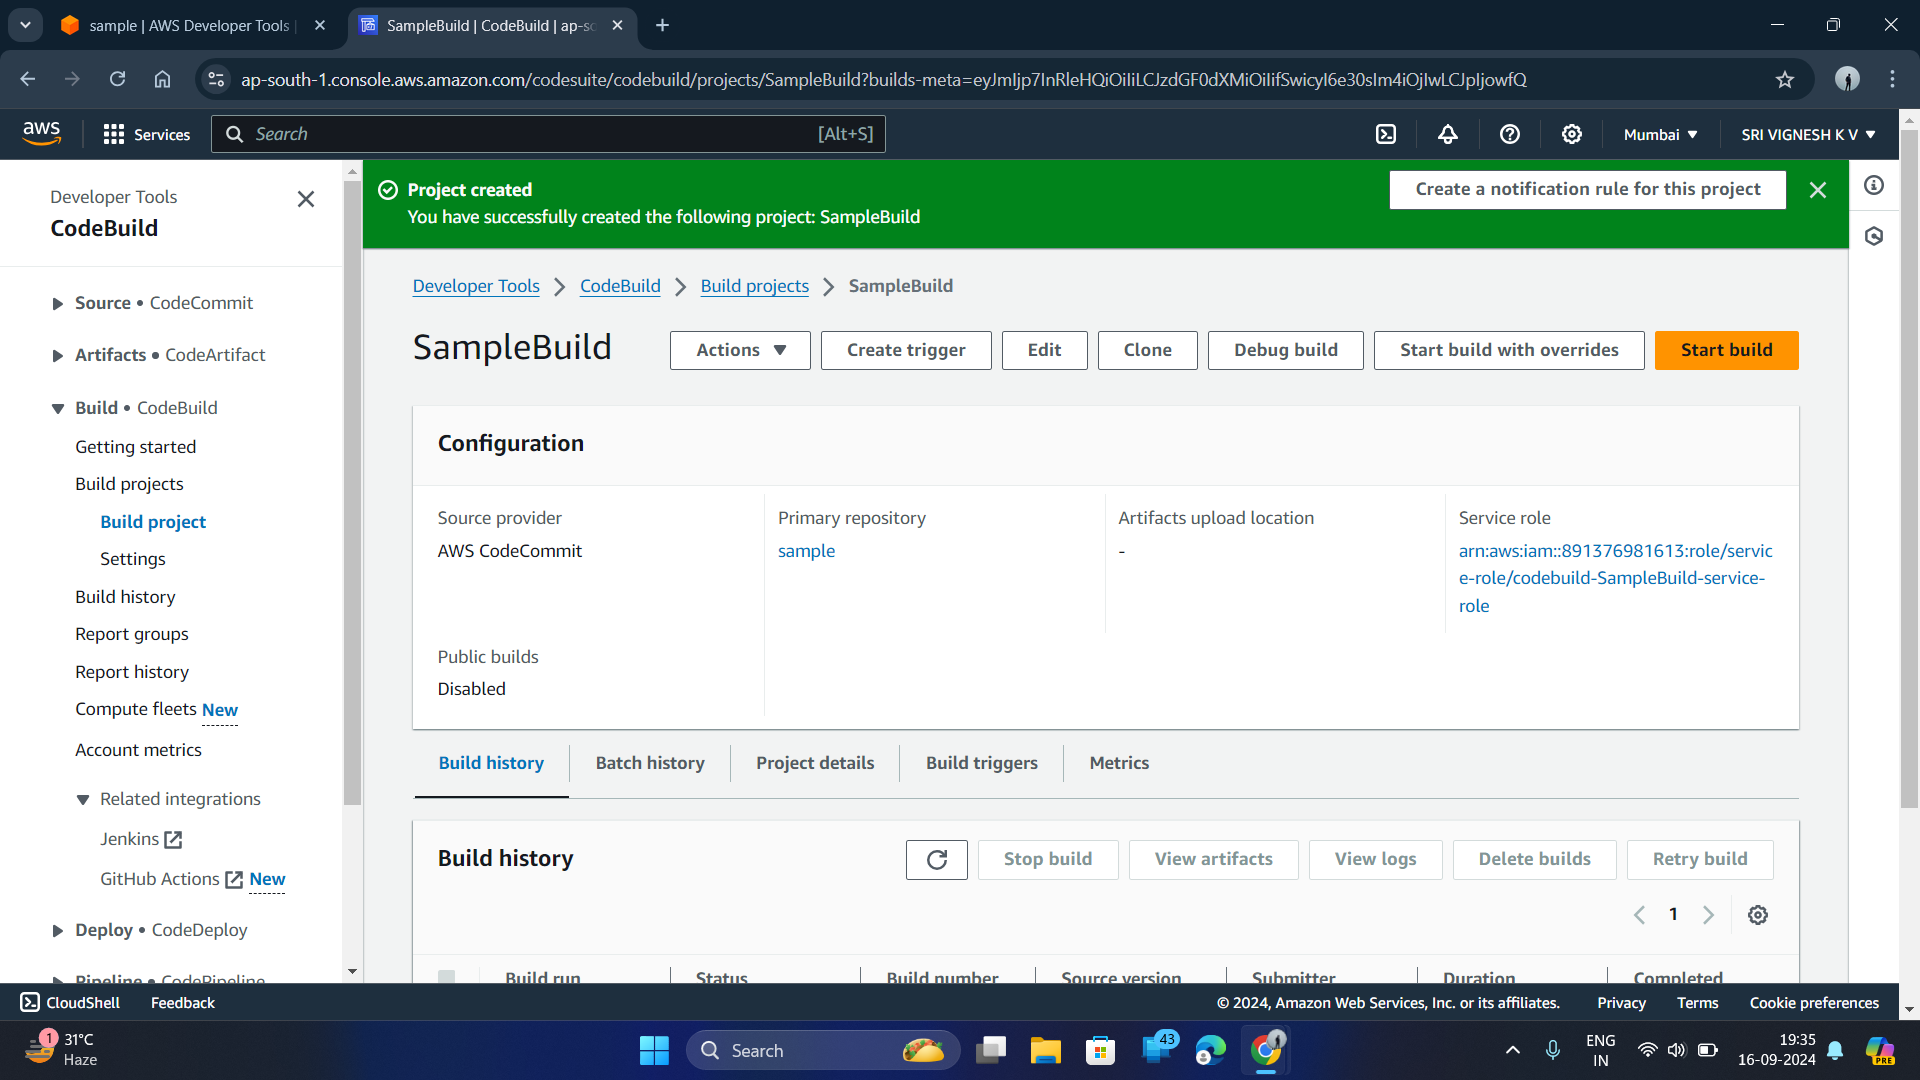 sample | AWS Developer Tools
SampleBuild | CodeBuild | ap-so
ap-south-1.console.aws.amazon.com/codesuite/codebuild/projects/SampleBuild?builds-meta=eyJmIjp7InRleHQiOiIiLCJzdGF0dXMiOiIifSwicyI6e30sIm4iOjIwLCJpIjowfQ
aws
Services
Search
[Alt+S]
Mumbai
SRI VIGNESH K V
Developer Tools
CodeBuild
Source • CodeCommit
Artifacts • CodeArtifact
Build • CodeBuild
Getting started
Build projects
Build project
Settings
Build history
Report groups
Report history
Compute fleets New
Account metrics
Related integrations
Jenkins
GitHub Actions New
Deploy • CodeDeploy
Pipeline • CodePipeline
Project created
You have successfully created the following project: SampleBuild
Create a notification rule for this project
Developer Tools
CodeBuild
Build projects
SampleBuild
SampleBuild
Actions
Create trigger
Edit
Clone
Debug build
Start build with overrides
Start build
Configuration
Source provider
AWS CodeCommit
Primary repository
sample
Artifacts upload location
-
Service role
arn:aws:iam::891376981613:role/servic
e-role/codebuild-SampleBuild-service-
role
Public builds
Disabled
Build history
Batch history
Project details
Build triggers
Metrics
Build history
Stop build
View artifacts
View logs
Delete builds
Retry build
1
Build run
Status
Build number
Source version
Submitter
Duration
Completed
CloudShell
Feedback
© 2024, Amazon Web Services, Inc. or its affiliates.
Privacy
Terms
Cookie preferences
1
31°C
Haze
Search
43
ENG
IN
19:35
16-09-2024
PRE